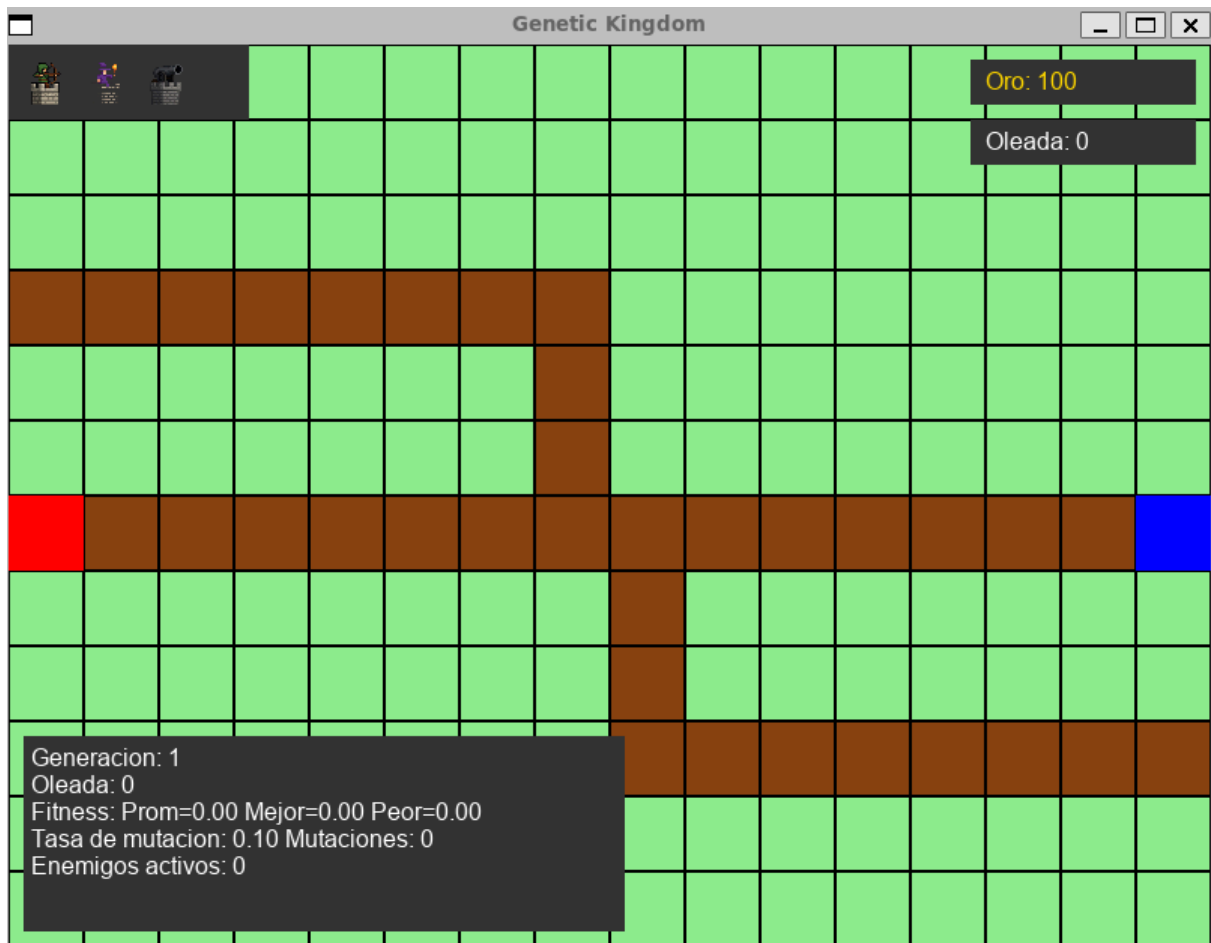 Genetic Kingdom
Oro: 100
Oleada: 0
Generacion: 1
Oleada: 0
Fitness: Prom=0.00 Mejor=0.00 Peor=0.00
Tasa de mutacion: 0.10 Mutaciones: 0
Enemigos activos: 0